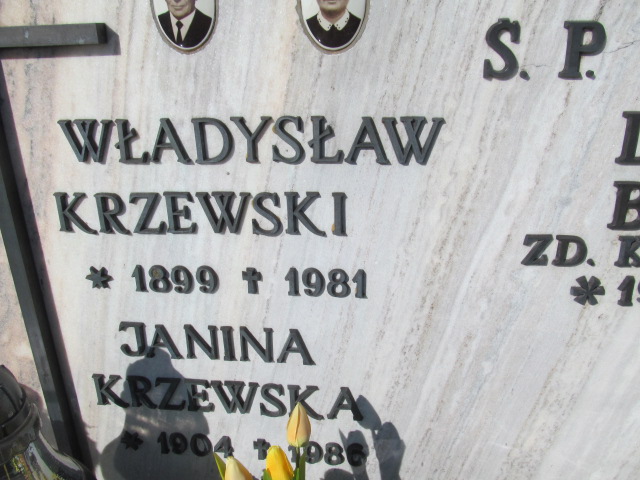 WŁADYSŁAW
KRZEWSKI
* 1899 ✝ 1981
JANINA
KRZEWSKA
* 1904 ✝ 1986
S. P.
ZD.